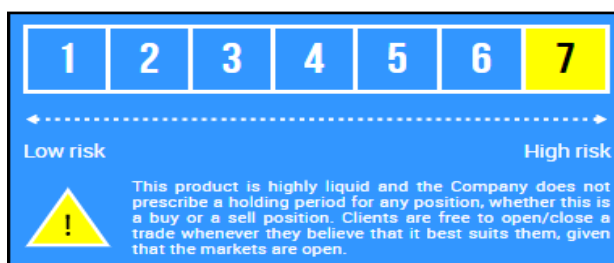 1 2 3 4 5 6 7
Low risk High risk
This product is highly liquid and the Company does not
prescribe a holding period for any position, whether this is
a buy or a sell position. Clients are free to open/close a
trade whenever they believe that it best suits them, given
that the markets are open.
!